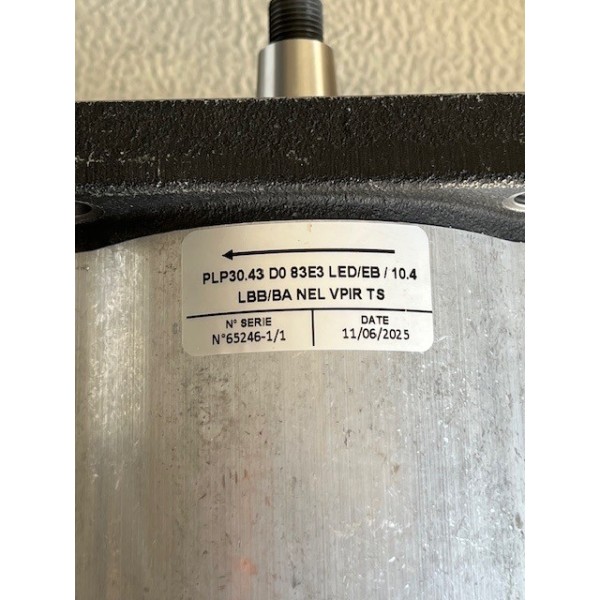 PLP30.43 D0 83E3 LED/EB / 10.4
LBB/BA NEL VPIR TS
N° SERIE
N°65246-1/1
DATE
11/06/2025